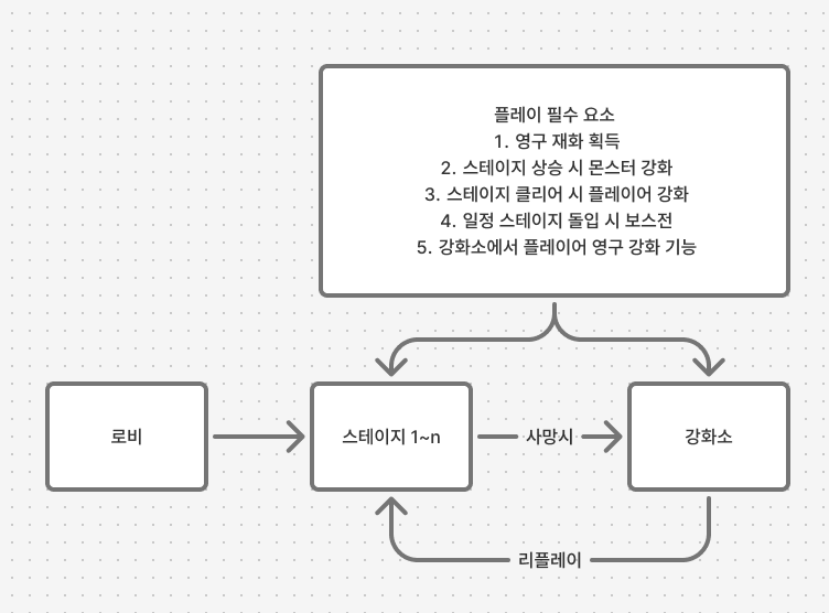 플레이 필수 요소
1. 영구 재화 획득
2. 스테이지 상승 시 몬스터 강화
3. 스테이지 클리어 시 플레이어 강화
4. 일정 스테이지 돌입 시 보스전
5. 강화소에서 플레이어 영구 강화 기능
로비
스테이지 1~n
사망시
강화소
리플레이